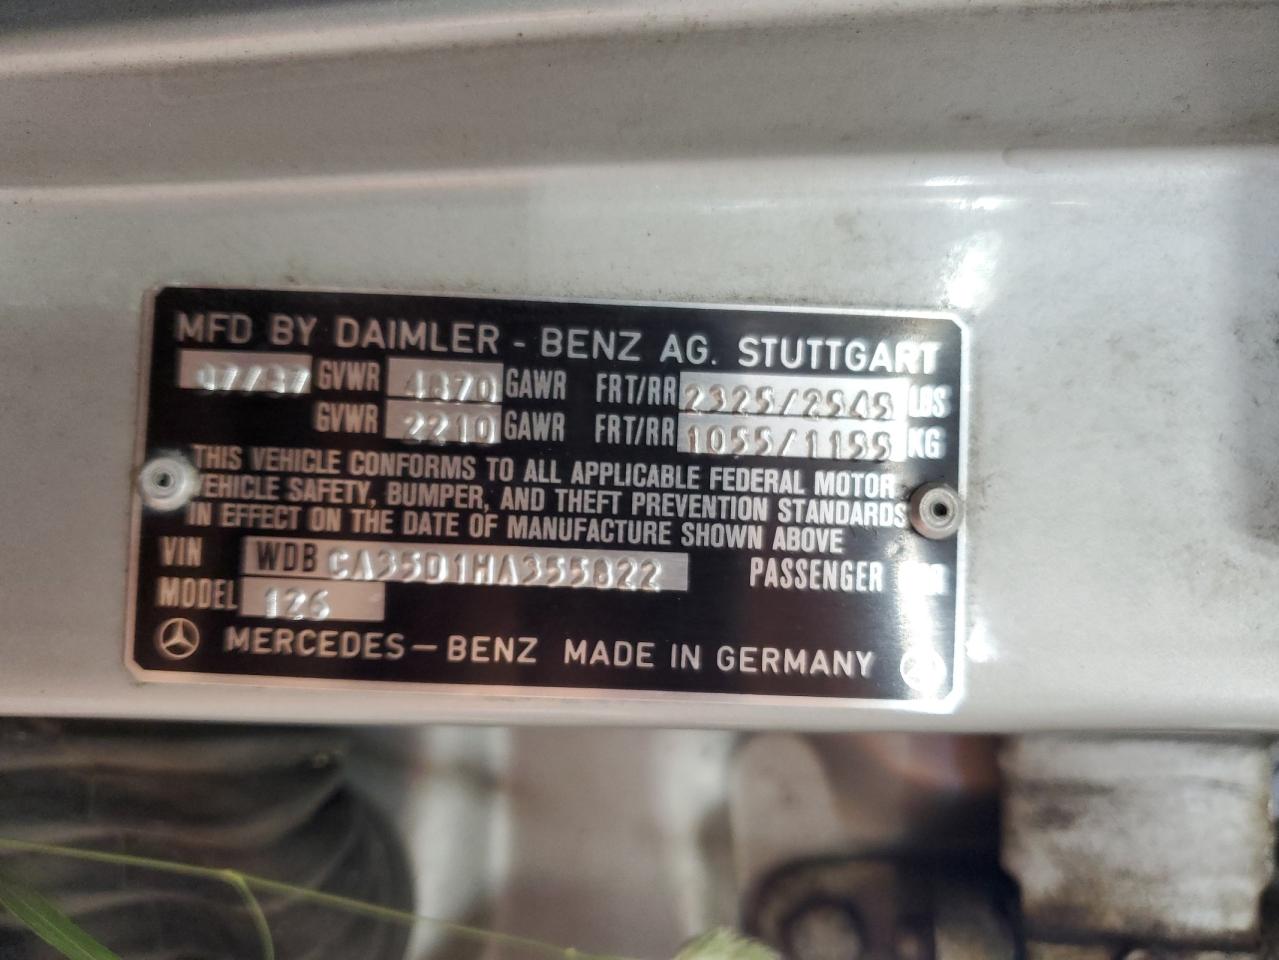 MFD BY DAIMLER - BENZ AG. STUTTGART
07/87 GVWR 4870 GAWR FRT/RR 2325/2545 LBS
GVWR 2210 GAWR FRT/RR 1055/1155 KG
THIS VEHICLE CONFORMS TO ALL APPLICABLE FEDERAL MOTOR
VEHICLE SAFETY, BUMPER, AND THEFT PREVENTION STANDARDS
IN EFFECT ON THE DATE OF MANUFACTURE SHOWN ABOVE
VIN WDB CA35D1HA355822 PASSENGER CAR
MODEL 126
MERCEDES-BENZ MADE IN GERMANY